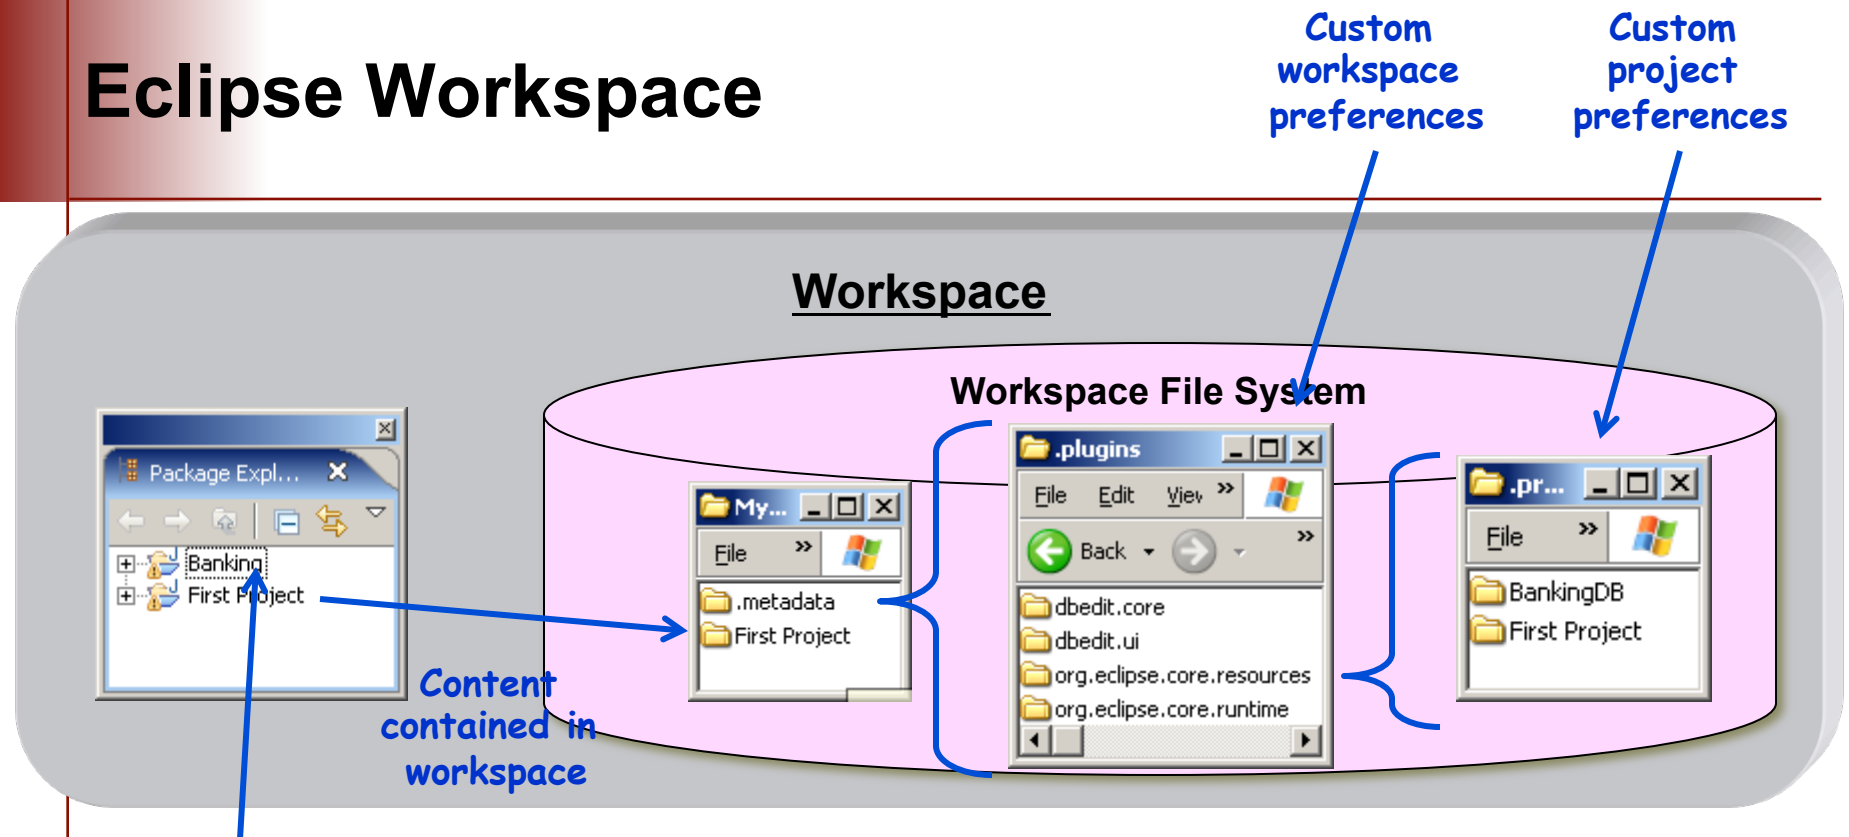 Eclipse Workspace
Custom
workspace
preferences
Custom
project
preferences
Workspace
Workspace File System
Package Expl...
Banking
First Project
Content
contained in
workspace
My...
File »
.metadata
First Project
.plugins
File Edit View »
Back »
dbedit.core
dbedit.ui
org.eclipse.core.resources
org.eclipse.core.runtime
.pr...
File »
BankingDB
First Project